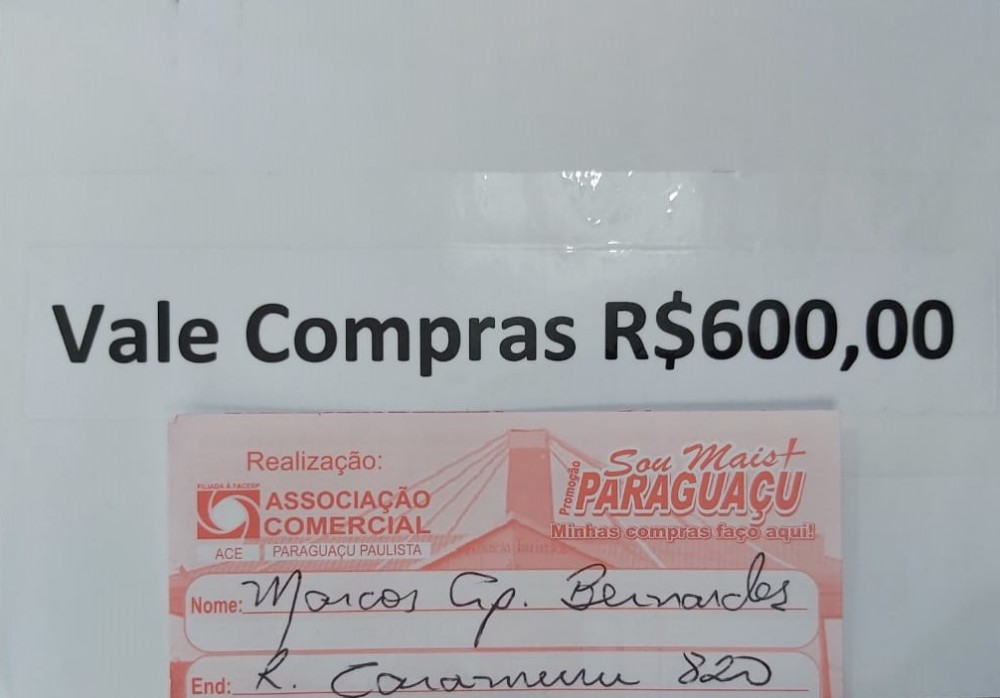 Vale Compras R$600,00
Realização:
FILIADA À FACESP
ASSOCIAÇÃO
COMERCIAL
ACE PARAGUAÇU PAULISTA
Promoção
Sou Mais+
PARAGUAÇU
Minhas compras faço aqui!
Nome: Marcos Ap. Bernardes
End: R. Caramuru 820